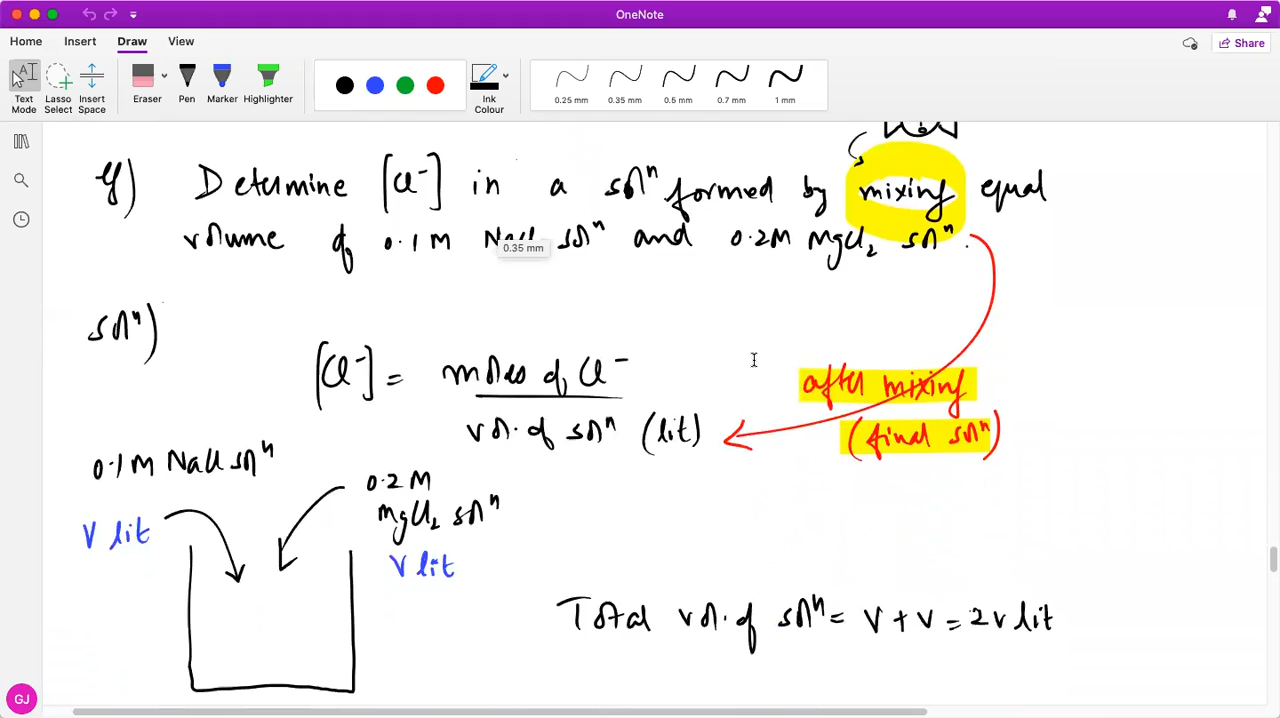 OneNote
Home Insert Draw View
Share
Text Mode
Lasso Select
Insert Space
Eraser
Pen
Marker
Highlighter
Ink Colour
0.25 mm
0.35 mm
0.5 mm
0.7 mm
1 mm
Determine [Cl⁻] in a solⁿ formed by mixing equal
volume of 0.1 M NaCl solⁿ and 0.2M MgCl₂ solⁿ.
0.35 mm
solⁿ)
[Cl⁻] = moles of Cl⁻
vol. of solⁿ (lit)
after mixing
(final solⁿ)
0.1M NaCl solⁿ
V lit
0.2M
MgCl₂ solⁿ
V lit
Total vol. of solⁿ = V + V = 2V lit
GJ